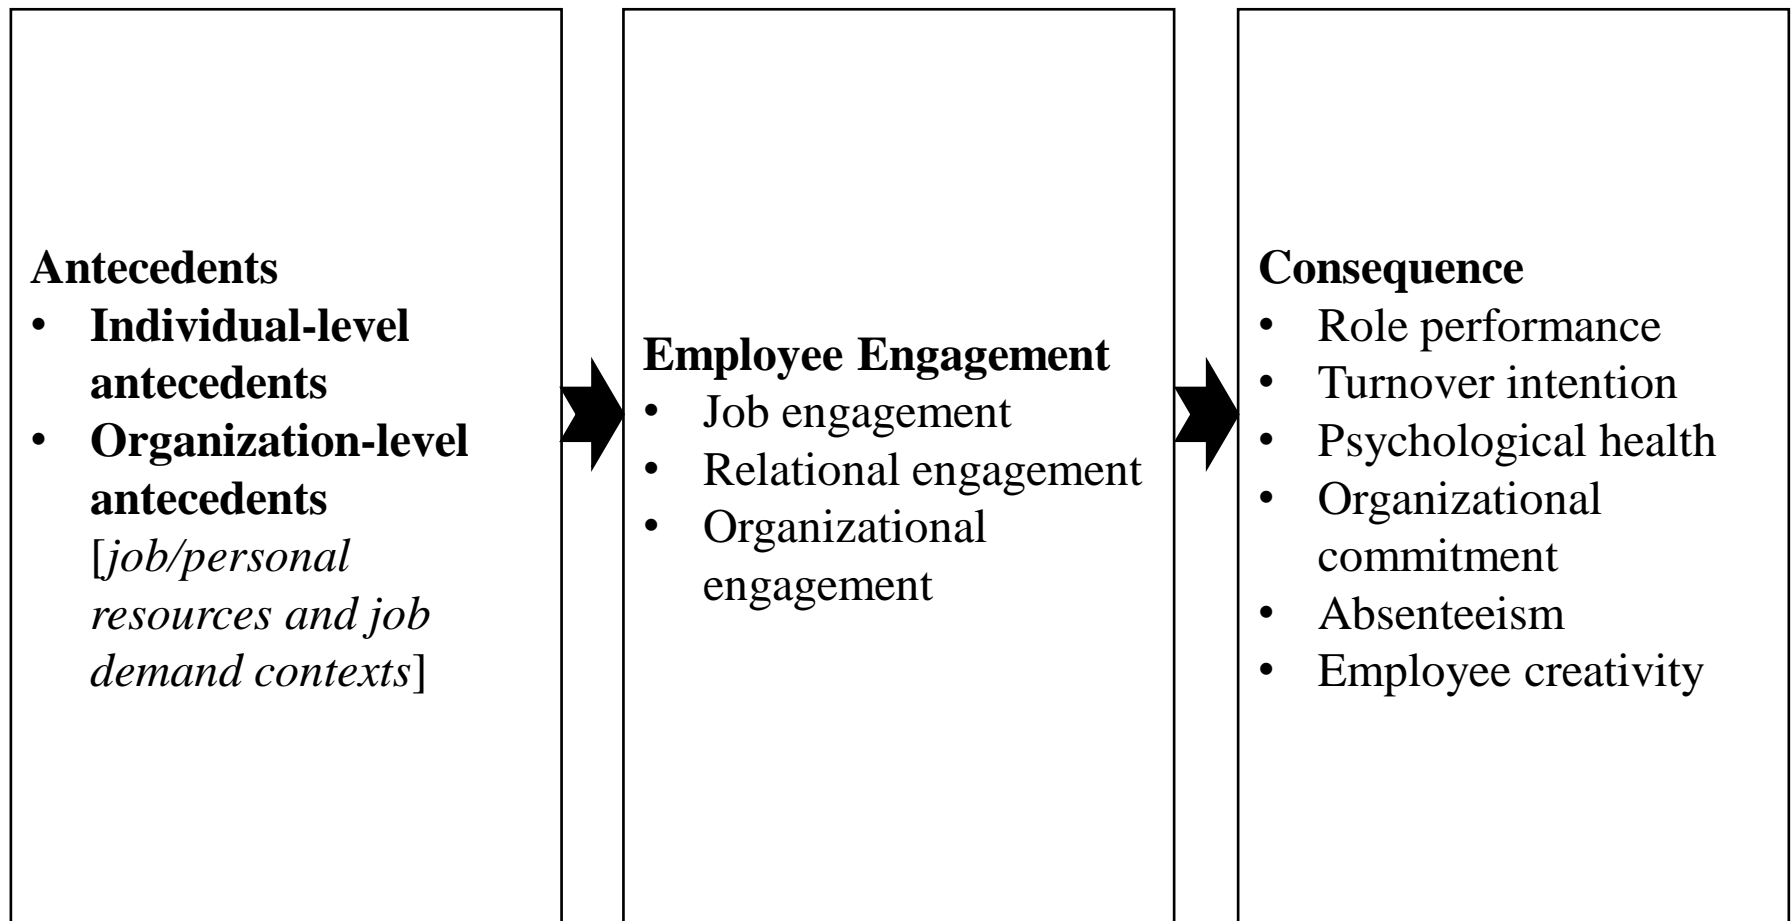 Antecedents
• Individual-level
antecedents
• Organization-level
antecedents
[job/personal
resources and job
demand contexts]
Employee Engagement
• Job engagement
• Relational engagement
• Organizational
engagement
Consequence
• Role performance
• Turnover intention
• Psychological health
• Organizational
commitment
• Absenteeism
• Employee creativity